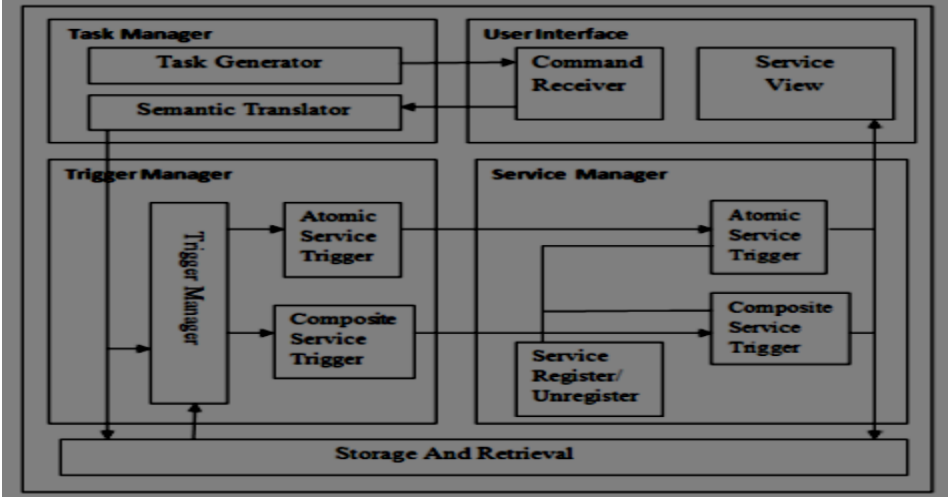 Task Manager
Task Generator
Semantic Translator
User Interface
Command
Receiver
Service
View
Trigger Manager
Trigger Manager
Atomic
Service
Trigger
Composite
Service
Trigger
Service Manager
Atomic
Service
Trigger
Composite
Service
Trigger
Service
Register/
Unregister
Storage And Retrieval